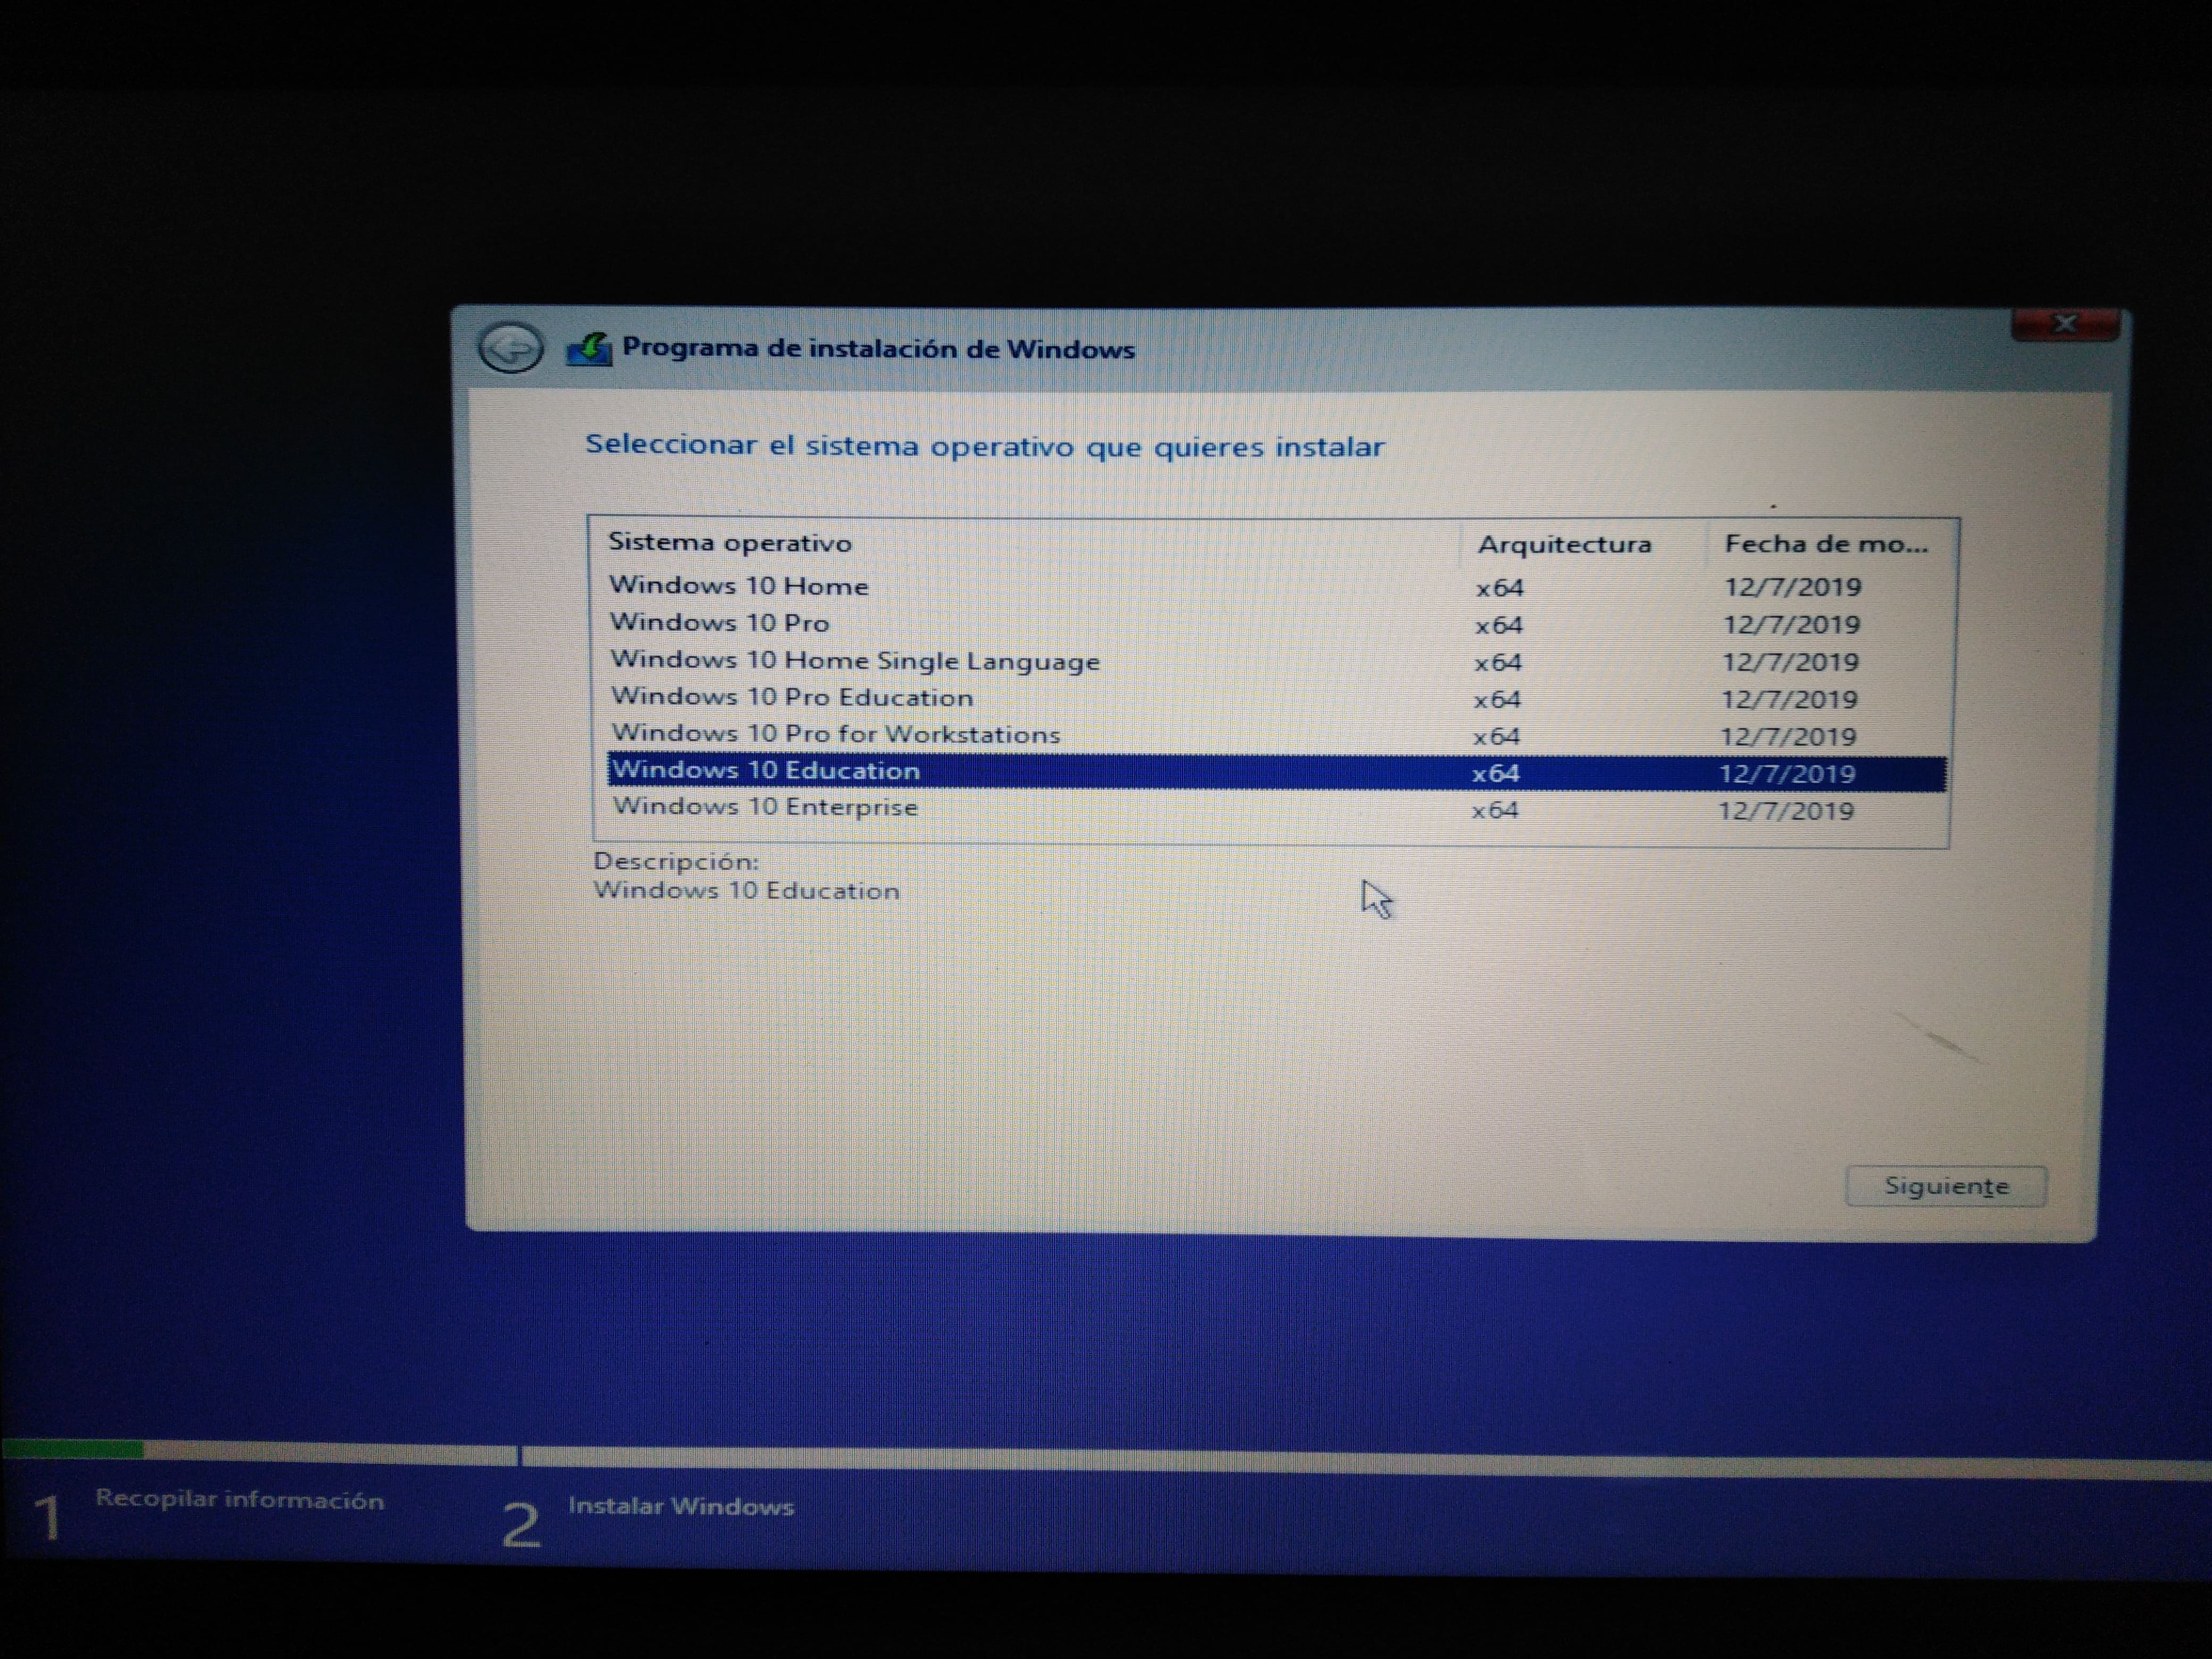 Programa de instalación de Windows
Seleccionar el sistema operativo que quieres instalar
Sistema operativo Arquitectura Fecha de mo...
Windows 10 Home x64 12/7/2019
Windows 10 Pro x64 12/7/2019
Windows 10 Home Single Language x64 12/7/2019
Windows 10 Pro Education x64 12/7/2019
Windows 10 Pro for Workstations x64 12/7/2019
Windows 10 Education x64 12/7/2019
Windows 10 Enterprise x64 12/7/2019
Descripción:
Windows 10 Education
Siguiente
1 Recopilar información 2 Instalar Windows